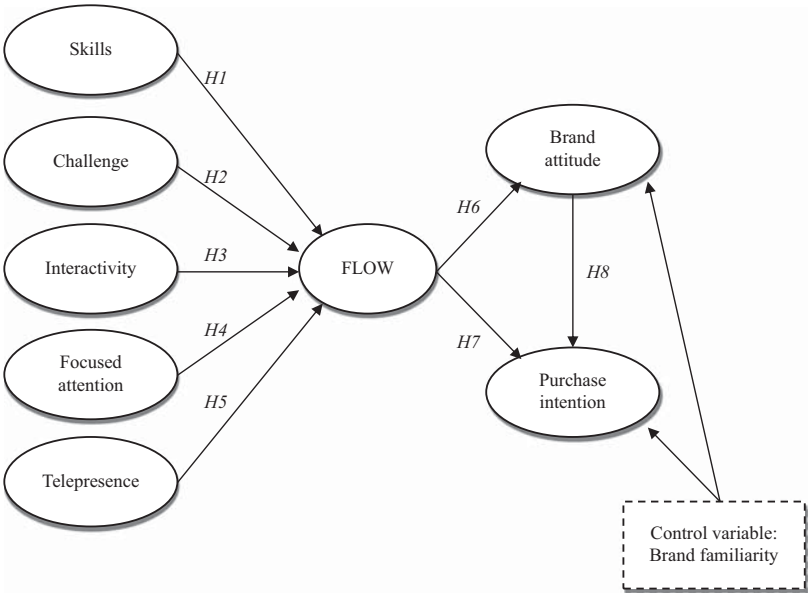 Skills
H1
Challenge
H2
Interactivity
H3
Focused
attention
H4
Telepresence
H5
FLOW
H6
H7
Brand
attitude
H8
Purchase
intention
Control variable:
Brand familiarity